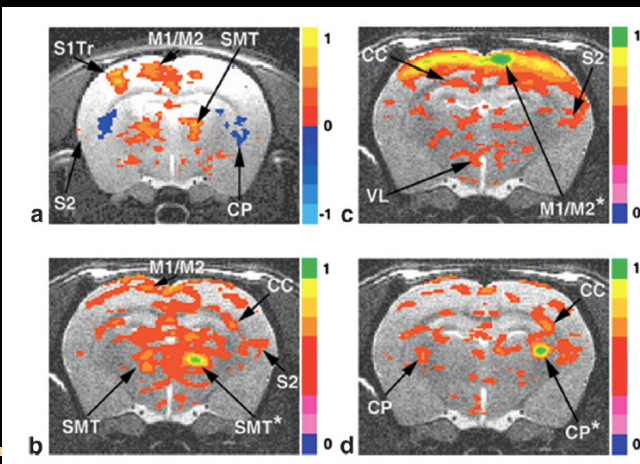 S1Tr M1/M2 SMT
S2 CP
a
1
0
-1
CC S2
VL M1/M2*
c
1
0
M1/M2 CC
S2
SMT SMT*
b
1
0
CC
CP CP*
d
1
0